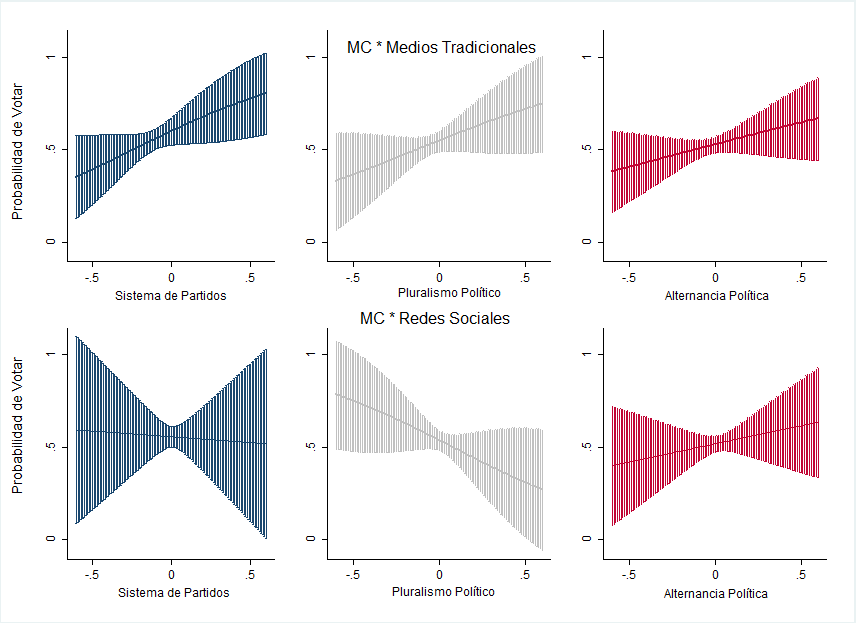 MC * Medios Tradicionales
Probabilidad de Votar
1
.5
0
-.5 0 .5
Sistema de Partidos
1
.5
0
-.5 0 .5
Pluralismo Político
1
.5
0
-.5 0 .5
Alternancia Política
MC * Redes Sociales
Probabilidad de Votar
1
.5
0
-.5 0 .5
Sistema de Partidos
1
.5
0
-.5 0 .5
Pluralismo Político
1
.5
0
-.5 0 .5
Alternancia Política